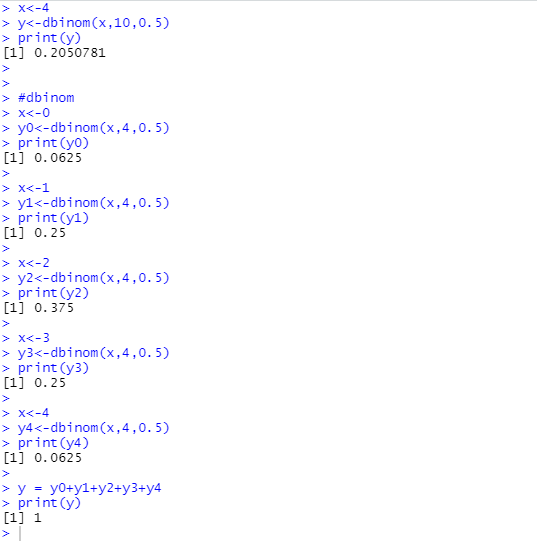 > x<-4
> y<-dbinom(x,10,0.5)
> print(y)
[1] 0.2050781
>
>
> #dbinom
> x<-0
> y0<-dbinom(x,4,0.5)
> print(y0)
[1] 0.0625
>
> x<-1
> y1<-dbinom(x,4,0.5)
> print(y1)
[1] 0.25
>
> x<-2
> y2<-dbinom(x,4,0.5)
> print(y2)
[1] 0.375
>
> x<-3
> y3<-dbinom(x,4,0.5)
> print(y3)
[1] 0.25
>
> x<-4
> y4<-dbinom(x,4,0.5)
> print(y4)
[1] 0.0625
>
> y = y0+y1+y2+y3+y4
> print(y)
[1] 1
>